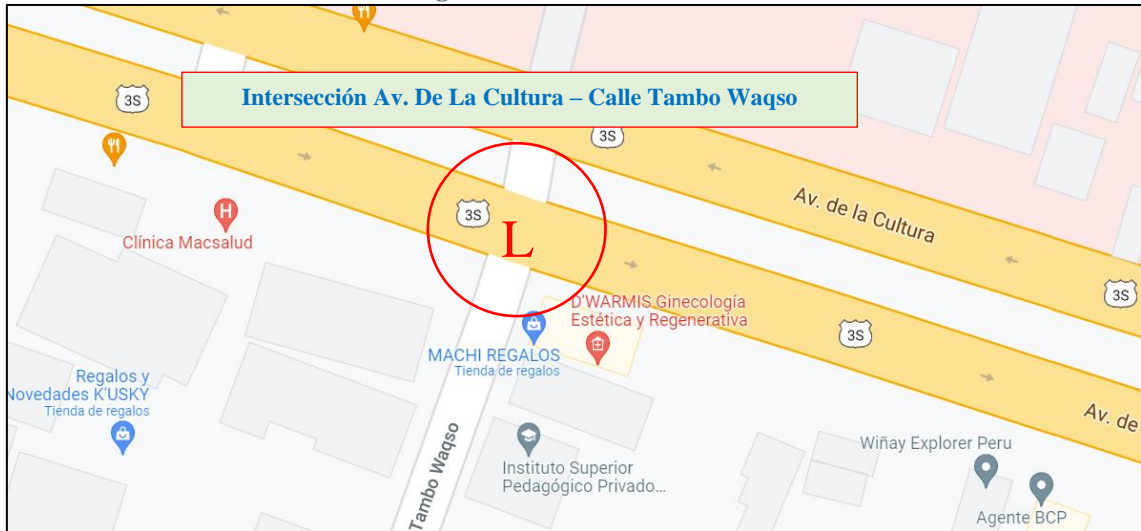 3S
Intersección Av. De La Cultura – Calle Tambo Waqso
3S
Av. de la Cultura
3S
L
H
Clínica Macsalud
3S
D'WARMIS Ginecología
Estética y Regenerativa
3S
MACHI REGALOS
Tienda de regalos
Regalos y
Novedades K'USKY
Tienda de regalos
Av. de
Tambo Waqso
Instituto Superior
Pedagógico Privado...
Wiñay Explorer Peru
Agente BCP